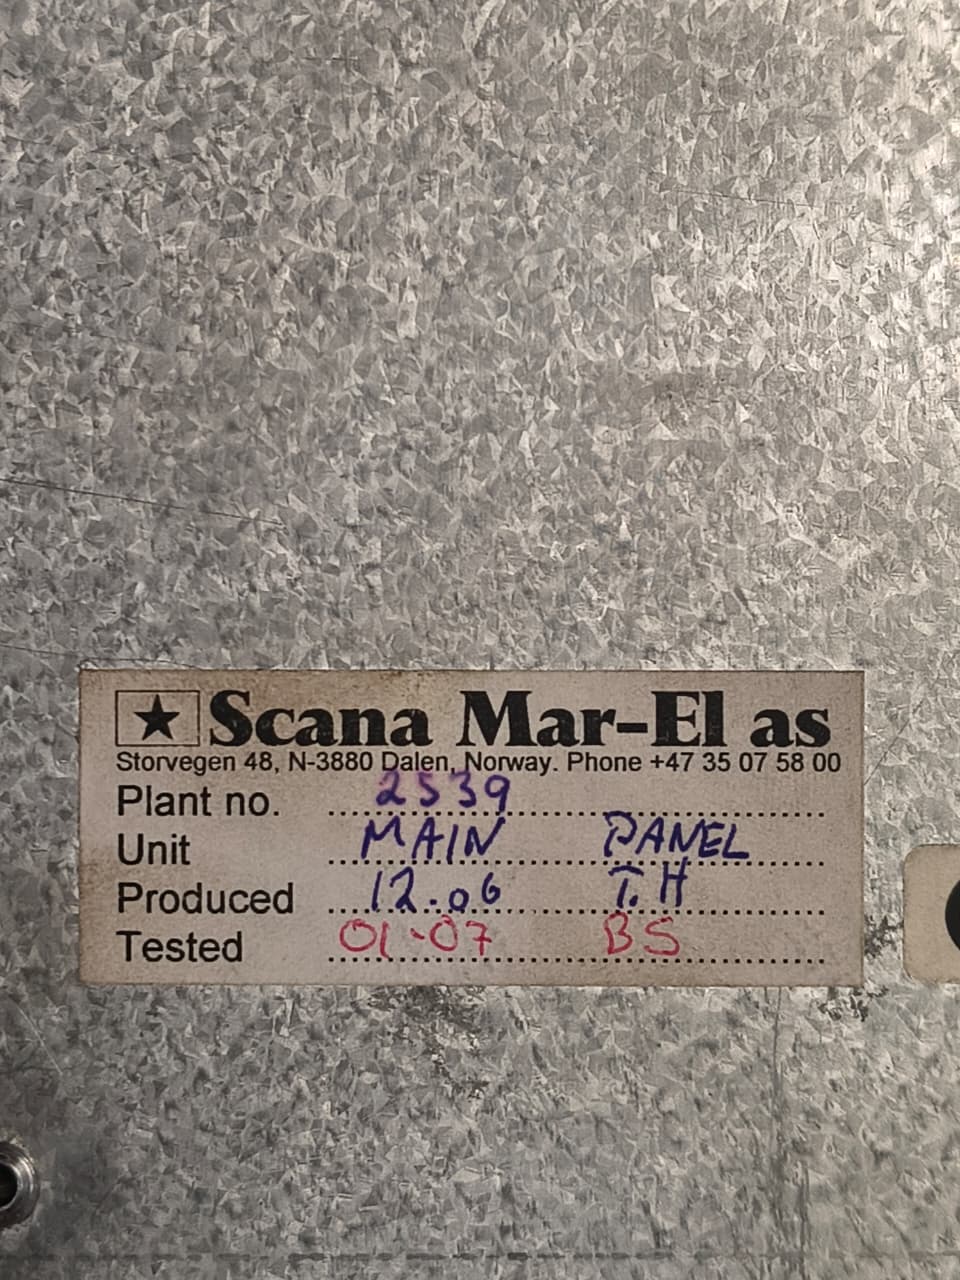 Scana Mar-El as
Storvegen 48, N-3880 Dalen, Norway. Phone +47 35 07 58 00
Plant no. 2539
Unit MAIN PANEL
Produced 12.06 T.H
Tested 01-07 BS